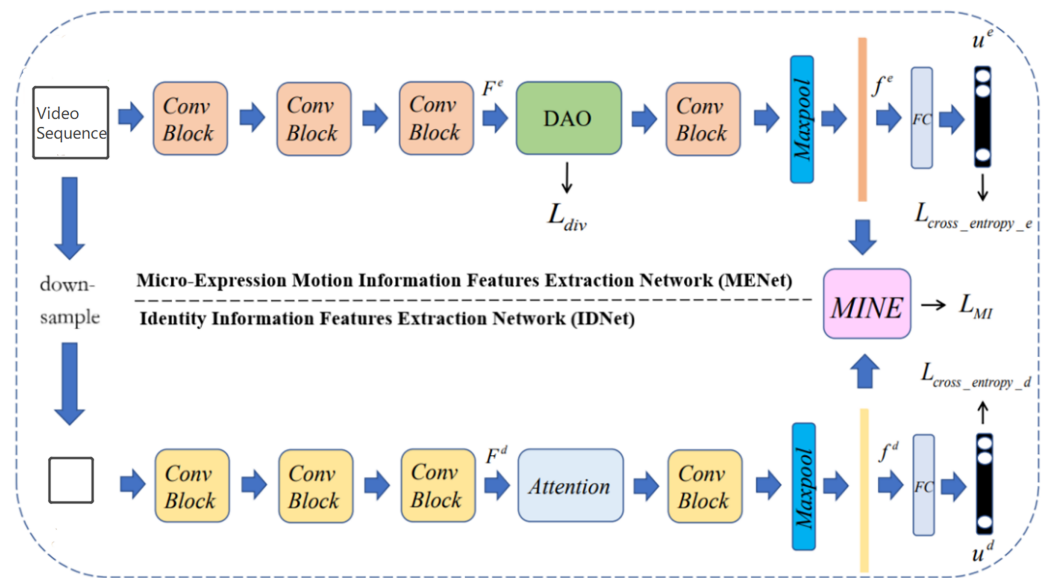 Video
Sequence
Conv
Block
Conv
Block
Conv
Block
F^e
DAO
L_div
Conv
Block
Maxpool
f^e
FC
u^e
L_cross_entropy_e
down-
sample
Micro-Expression Motion Information Features Extraction Network (MENet)
Identity Information Features Extraction Network (IDNet)
MINE
L_MI
L_cross_entropy_d
Conv
Block
Conv
Block
Conv
Block
F^d
Attention
Conv
Block
Maxpool
f^d
FC
u^d